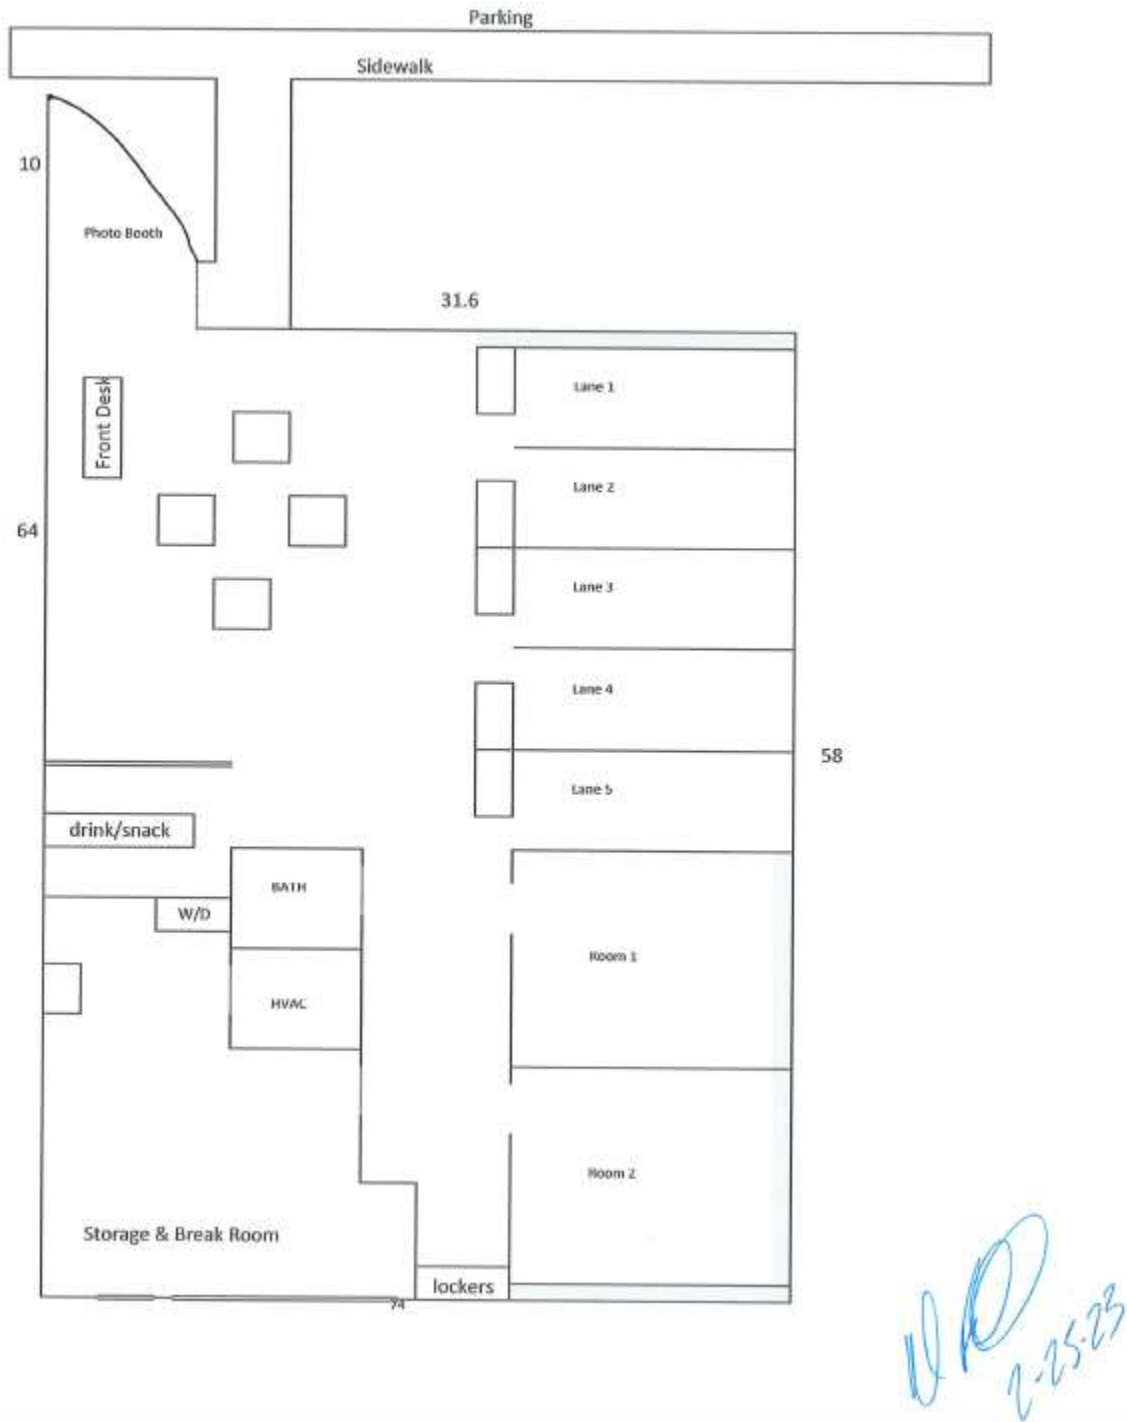 Parking
Sidewalk
10
Photo Booth
31.6
Front Desk
Lane 1
Lane 2
64
Lane 3
Lane 4
58
Lane 5
drink/snack
BATH
W/D
Room 1
HVAC
Room 2
Storage & Break Room
lockers
74
2-25-23